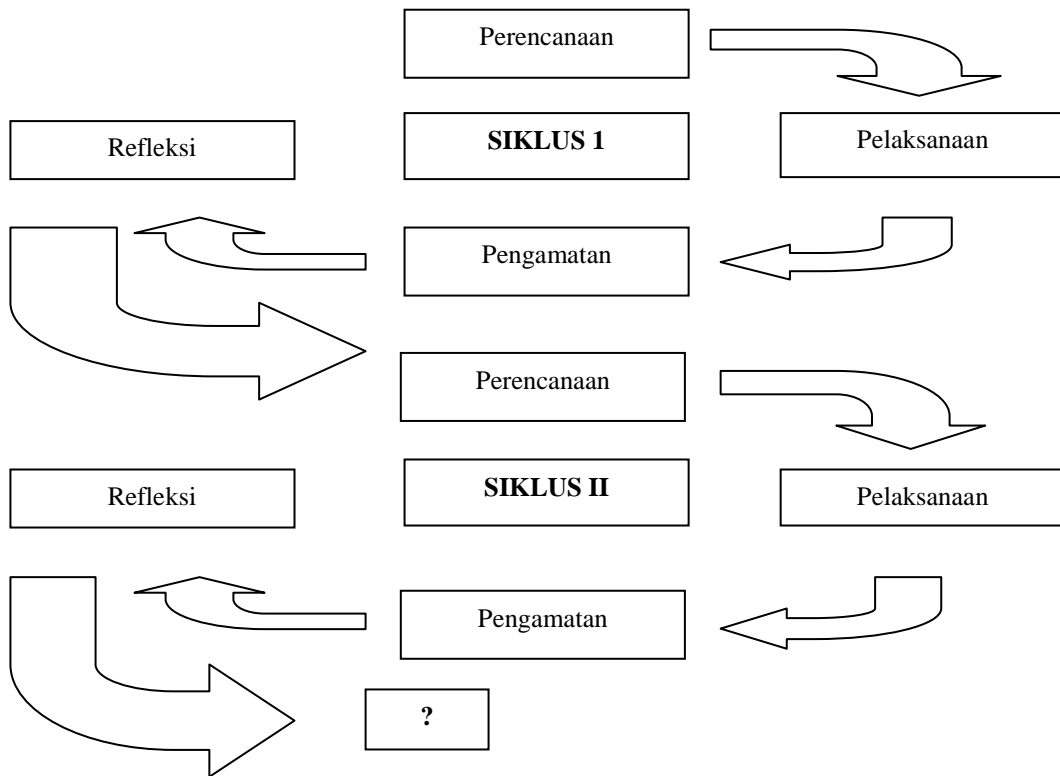 Perencanaan
Refleksi
SIKLUS 1
Pelaksanaan
Pengamatan
Perencanaan
Refleksi
SIKLUS II
Pelaksanaan
Pengamatan
?